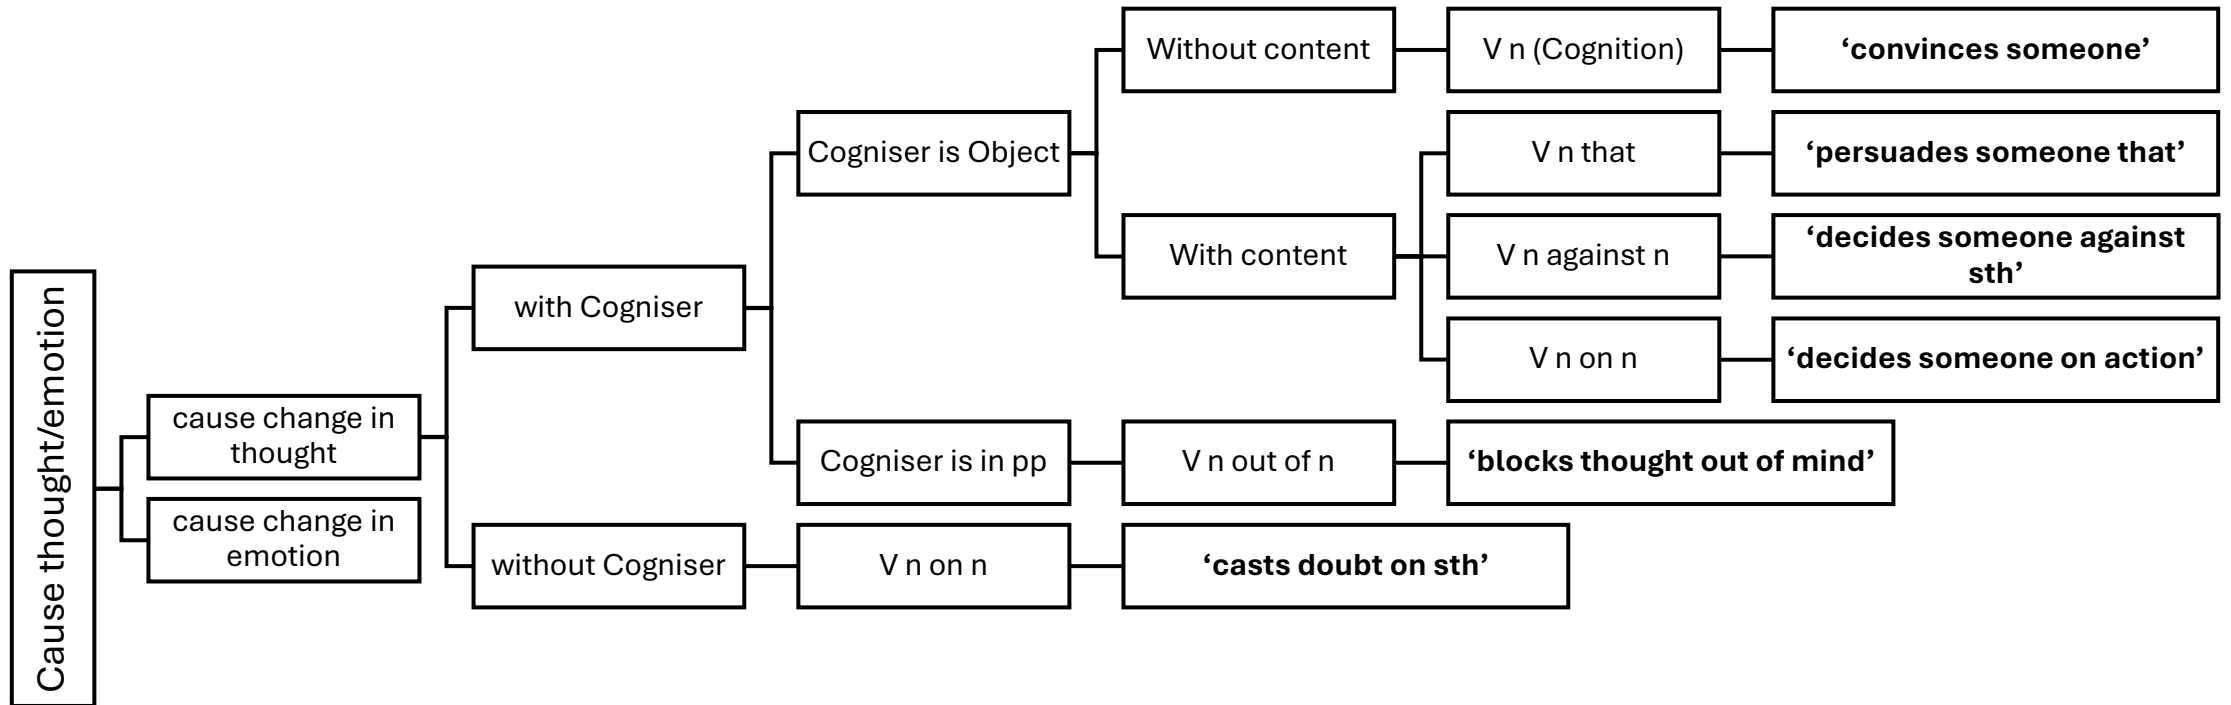 Cause thought/emotion
cause change in
thought
with Cogniser
Cogniser is Object
Without content
V n (Cognition)
‘convinces someone’
With content
V n that
‘persuades someone that’
V n against n
‘decides someone against
sth’
V n on n
‘decides someone on action’
Cogniser is in pp
V n out of n
‘blocks thought out of mind’
without Cogniser
V n on n
‘casts doubt on sth’
cause change in
emotion